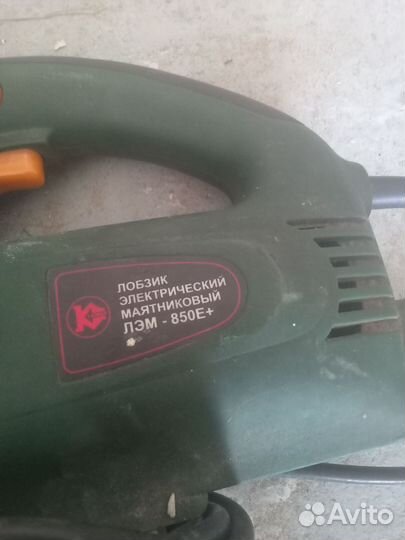 ЛОБЗИК
ЭЛЕКТРИЧЕСКИЙ
МАЯТНИКОВЫЙ
ЛЭМ - 850Е+
К
Avito